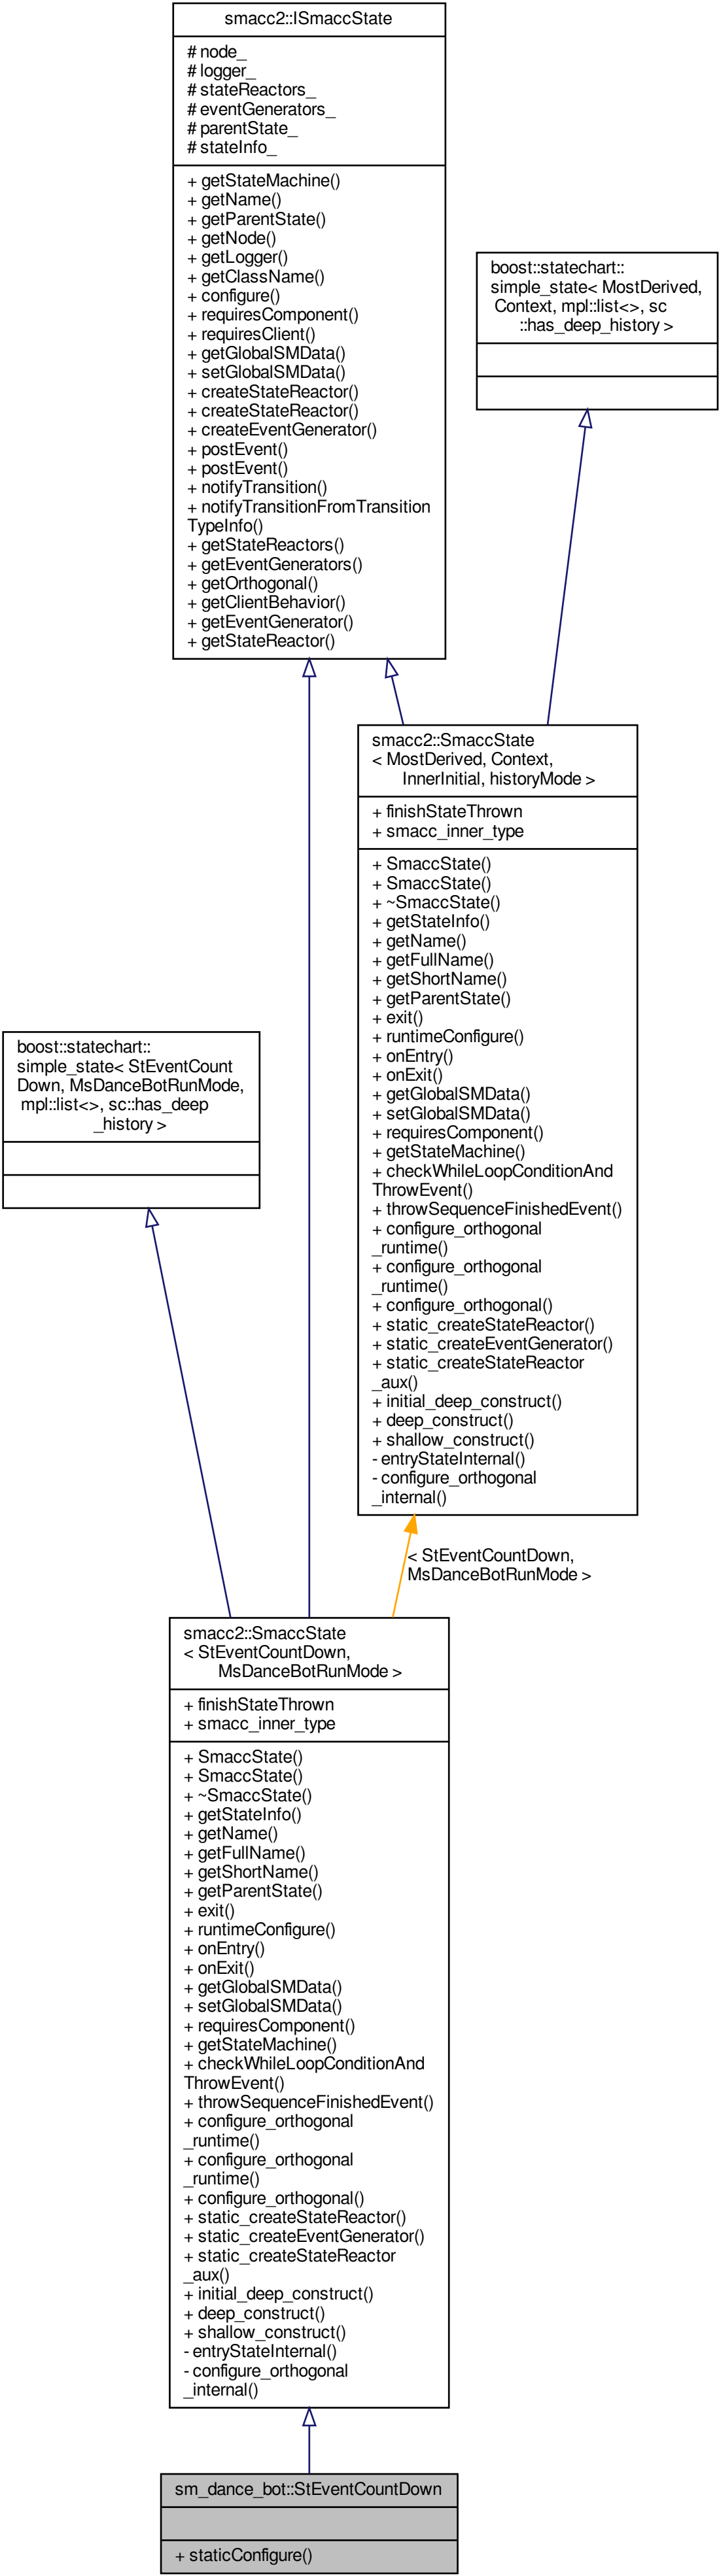 smacc2::ISmaccState
# node_
# logger_
# stateReactors_
# eventGenerators_
# parentState_
# stateInfo_
+ getStateMachine()
+ getName()
+ getParentState()
+ getNode()
+ getLogger()
+ getClassName()
+ configure()
+ requiresComponent()
+ requiresClient()
+ getGlobalSMData()
+ setGlobalSMData()
+ createStateReactor()
+ createStateReactor()
+ createEventGenerator()
+ postEvent()
+ postEvent()
+ notifyTransition()
+ notifyTransitionFromTransition
TypeInfo()
+ getStateReactors()
+ getEventGenerators()
+ getOrthogonal()
+ getClientBehavior()
+ getEventGenerator()
+ getStateReactor()
boost::statechart::
simple_state< MostDerived,
Context, mpl::list<>, sc
::has_deep_history >
smacc2::SmaccState
< MostDerived, Context,
InnerInitial, historyMode >
+ finishStateThrown
+ smacc_inner_type
+ SmaccState()
+ SmaccState()
+ ~SmaccState()
+ getStateInfo()
+ getName()
+ getFullName()
+ getShortName()
+ getParentState()
+ exit()
+ runtimeConfigure()
+ onEntry()
+ onExit()
+ getGlobalSMData()
+ setGlobalSMData()
+ requiresComponent()
+ getStateMachine()
+ checkWhileLoopConditionAnd
ThrowEvent()
+ throwSequenceFinishedEvent()
+ configure_orthogonal
_runtime()
+ configure_orthogonal
_runtime()
+ configure_orthogonal()
+ static_createStateReactor()
+ static_createEventGenerator()
+ static_createStateReactor
_aux()
+ initial_deep_construct()
+ deep_construct()
+ shallow_construct()
- entryStateInternal()
- configure_orthogonal
_internal()
boost::statechart::
simple_state< StEventCount
Down, MsDanceBotRunMode,
mpl::list<>, sc::has_deep
_history >
< StEventCountDown,
MsDanceBotRunMode >
smacc2::SmaccState
< StEventCountDown,
MsDanceBotRunMode >
+ finishStateThrown
+ smacc_inner_type
+ SmaccState()
+ SmaccState()
+ ~SmaccState()
+ getStateInfo()
+ getName()
+ getFullName()
+ getShortName()
+ getParentState()
+ exit()
+ runtimeConfigure()
+ onEntry()
+ onExit()
+ getGlobalSMData()
+ setGlobalSMData()
+ requiresComponent()
+ getStateMachine()
+ checkWhileLoopConditionAnd
ThrowEvent()
+ throwSequenceFinishedEvent()
+ configure_orthogonal
_runtime()
+ configure_orthogonal
_runtime()
+ configure_orthogonal()
+ static_createStateReactor()
+ static_createEventGenerator()
+ static_createStateReactor
_aux()
+ initial_deep_construct()
+ deep_construct()
+ shallow_construct()
- entryStateInternal()
- configure_orthogonal
_internal()
sm_dance_bot::StEventCountDown
+ staticConfigure()